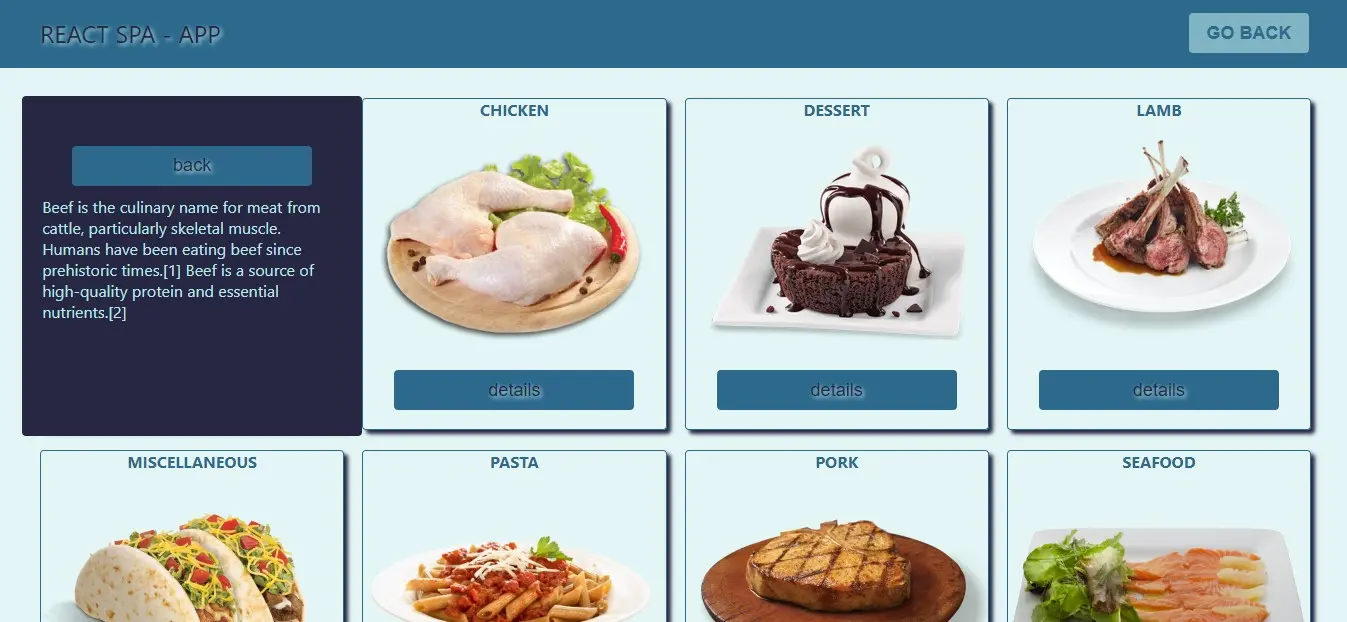 REACT SPA - APP
GO BACK
back
Beef is the culinary name for meat from
cattle, particularly skeletal muscle.
Humans have been eating beef since
prehistoric times.[1] Beef is a source of
high-quality protein and essential
nutrients.[2]
CHICKEN
details
DESSERT
details
LAMB
details
MISCELLANEOUS
PASTA
PORK
SEAFOOD